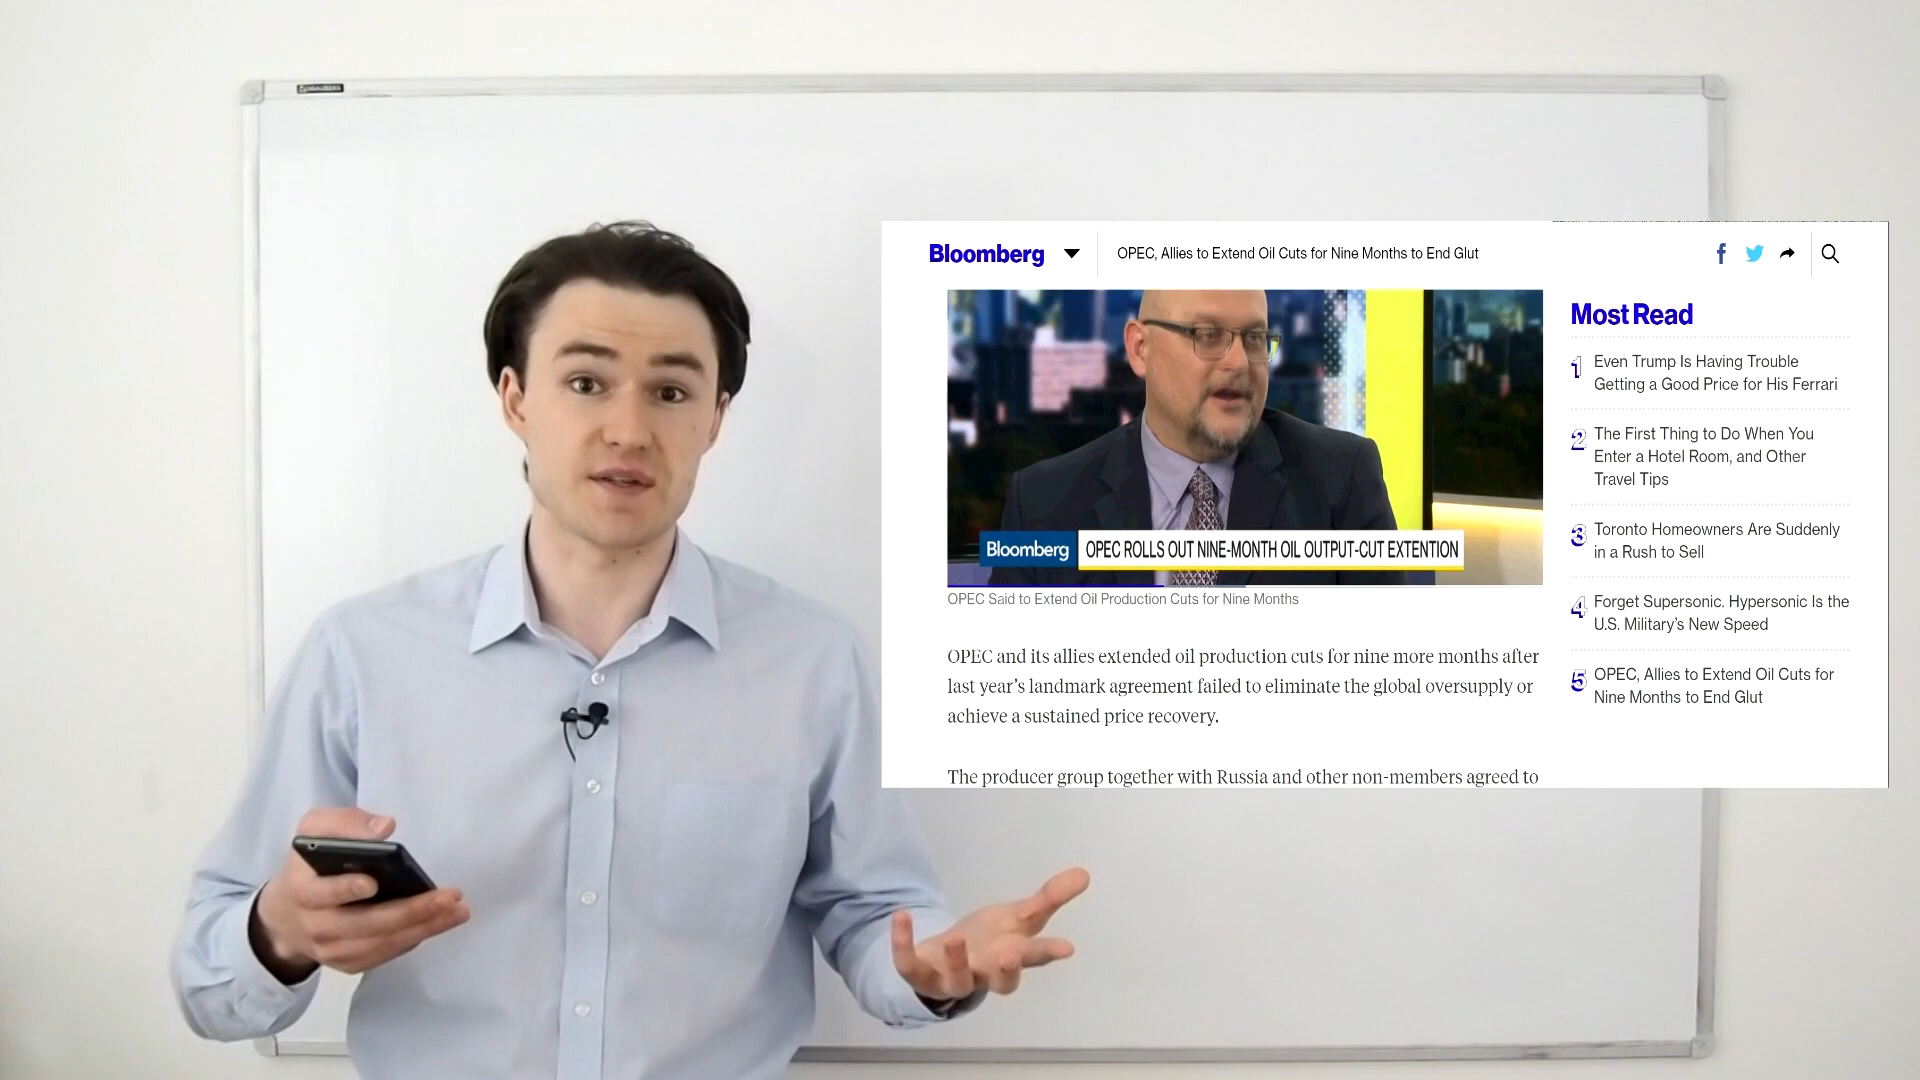 Bloomberg
OPEC, Allies to Extend Oil Cuts for Nine Months to End Glut
Bloomberg
OPEC ROLLS OUT NINE-MONTH OIL OUTPUT-CUT EXTENTION
OPEC Said to Extend Oil Production Cuts for Nine Months
OPEC and its allies extended oil production cuts for nine more months after
last year's landmark agreement failed to eliminate the global oversupply or
achieve a sustained price recovery.
The producer group together with Russia and other non-members agreed to
Most Read
1 Even Trump Is Having Trouble
Getting a Good Price for His Ferrari
2 The First Thing to Do When You
Enter a Hotel Room, and Other
Travel Tips
3 Toronto Homeowners Are Suddenly
in a Rush to Sell
4 Forget Supersonic. Hypersonic Is the
U.S. Military's New Speed
5 OPEC, Allies to Extend Oil Cuts for
Nine Months to End Glut